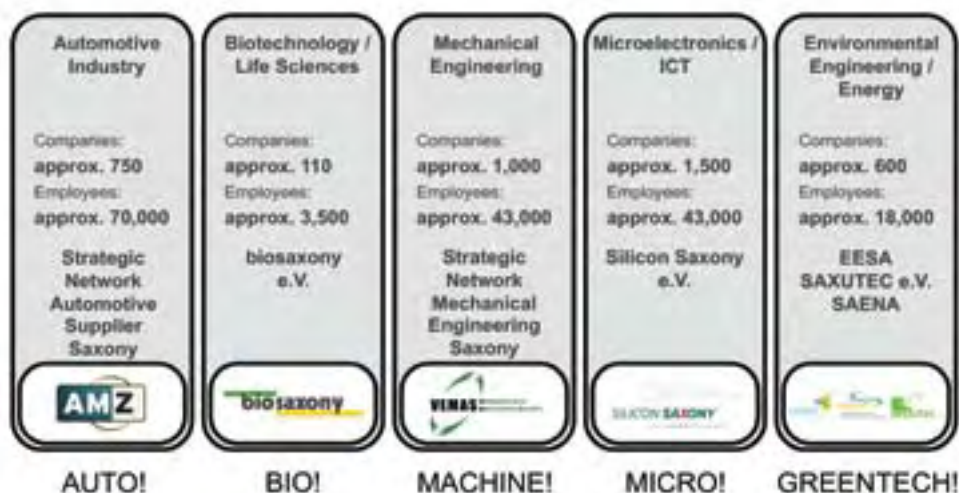 Automotive
Industry
Companies:
approx. 750
Employees:
approx. 70,000
Strategic
Network
Automotive
Supplier
Saxony
AMZ
AUTO!
Biotechnology /
Life Sciences
Companies:
approx. 110
Employees:
approx. 3,500
biosaxony
e.V.
biosaxony
BIO!
Mechanical
Engineering
Companies:
approx. 1,000
Employees:
approx. 43,000
Strategic
Network
Mechanical
Engineering
Saxony
VEMAS
MACHINE!
Microelectronics /
ICT
Companies:
approx. 1,500
Employees:
approx. 43,000
Silicon Saxony
e.V.
SILICON SAXONY
MICRO!
Environmental
Engineering /
Energy
Companies:
approx. 600
Employees:
approx. 18,000
EESA
SAXUTEC e.V.
SAENA
GREENTECH!